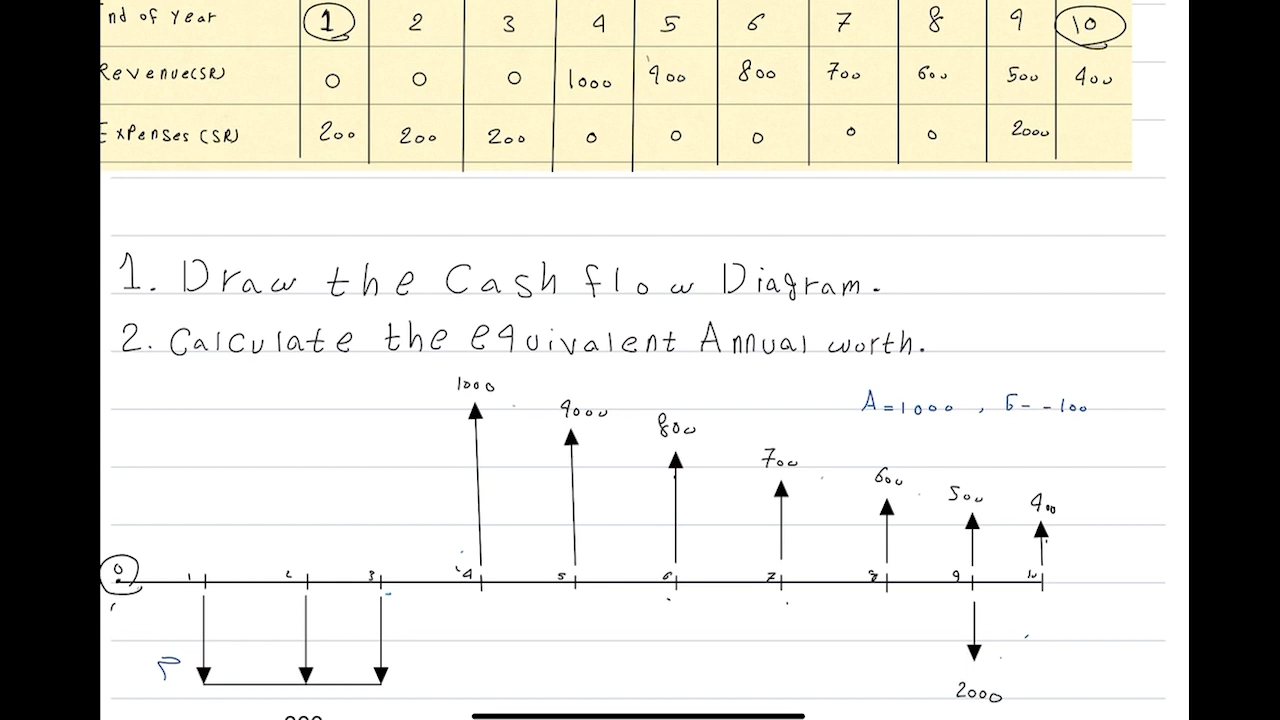 nd of Year 1 2 3 4 5 6 7 8 9 10
Revenue(SR) 0 0 0 1000 900 800 700 600 500 400
Expenses (SR) 200 200 200 0 0 0 0 0 2000
1. Draw the Cash flow Diagram.
2. Calculate the equivalent Annual worth.
1000
9000
800
A=1000 , G- -100
700
600
500
400
0 1 2 3 4 5 6 7 8 9 10
P
2000